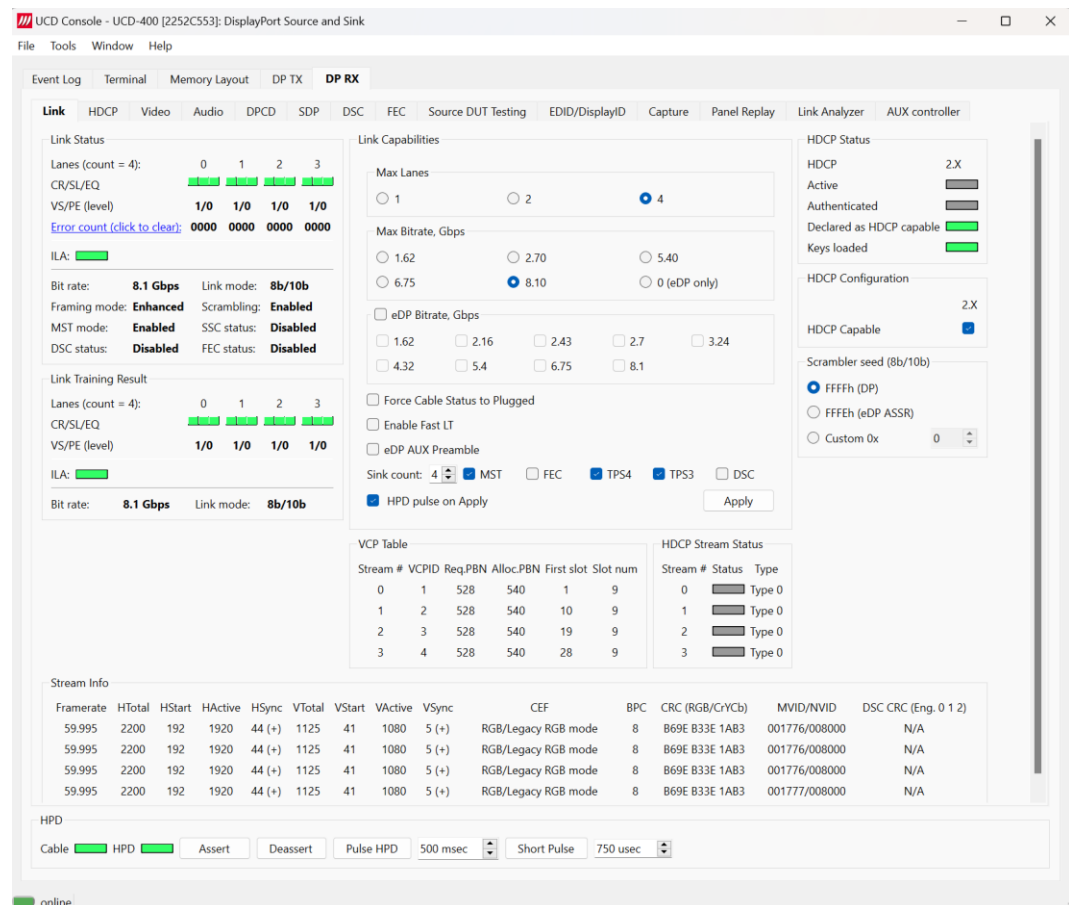 UCD Console - UCD-400 [2252C553]: DisplayPort Source and Sink
File Tools Window Help
Event Log Terminal Memory Layout DP TX DP RX
Link HDCP Video Audio DPCD SDP DSC FEC Source DUT Testing EDID/DisplayID Capture Panel Replay Link Analyzer AUX controller
Link Status
Lanes (count = 4): 0 1 2 3
CR/SL/EQ
VS/PE (level) 1/0 1/0 1/0 1/0
Error count (click to clear): 0000 0000 0000 0000
ILA:
Bit rate: 8.1 Gbps Link mode: 8b/10b
Framing mode: Enhanced Scrambling: Enabled
MST mode: Enabled SSC status: Disabled
DSC status: Disabled FEC status: Disabled
Link Training Result
Lanes (count = 4): 0 1 2 3
CR/SL/EQ
VS/PE (level) 1/0 1/0 1/0 1/0
ILA:
Bit rate: 8.1 Gbps Link mode: 8b/10b
Link Capabilities
Max Lanes
1 2 4
Max Bitrate, Gbps
1.62 2.70 5.40
6.75 8.10 0 (eDP only)
eDP Bitrate, Gbps
1.62 2.16 2.43 2.7 3.24
4.32 5.4 6.75 8.1
Force Cable Status to Plugged
Enable Fast LT
eDP AUX Preamble
Sink count: 4 MST FEC TPS4 TPS3 DSC
HPD pulse on Apply Apply
HDCP Status
HDCP 2.X
Active
Authenticated
Declared as HDCP capable
Keys loaded
HDCP Configuration
2.X
HDCP Capable
Scrambler seed (8b/10b)
FFFFh (DP)
FFFEh (eDP ASSR)
Custom 0x 0
VCP Table
Stream # VCPID Req.PBN Alloc.PBN First slot Slot num
0 1 528 540 1 9
1 2 528 540 10 9
2 3 528 540 19 9
3 4 528 540 28 9
HDCP Stream Status
Stream # Status Type
0 Type 0
1 Type 0
2 Type 0
3 Type 0
Stream Info
Framerate HTotal HStart HActive HSync VTotal VStart VActive VSync CEF BPC CRC (RGB/CrYCb) MVID/NVID DSC CRC (Eng. 0 1 2)
59.995 2200 192 1920 44 (+) 1125 41 1080 5 (+) RGB/Legacy RGB mode 8 B69E B33E 1AB3 001776/008000 N/A
59.995 2200 192 1920 44 (+) 1125 41 1080 5 (+) RGB/Legacy RGB mode 8 B69E B33E 1AB3 001776/008000 N/A
59.995 2200 192 1920 44 (+) 1125 41 1080 5 (+) RGB/Legacy RGB mode 8 B69E B33E 1AB3 001776/008000 N/A
59.995 2200 192 1920 44 (+) 1125 41 1080 5 (+) RGB/Legacy RGB mode 8 B69E B33E 1AB3 001777/008000 N/A
HPD
Cable HPD Assert Deassert Pulse HPD 500 msec Short Pulse 750 usec
online